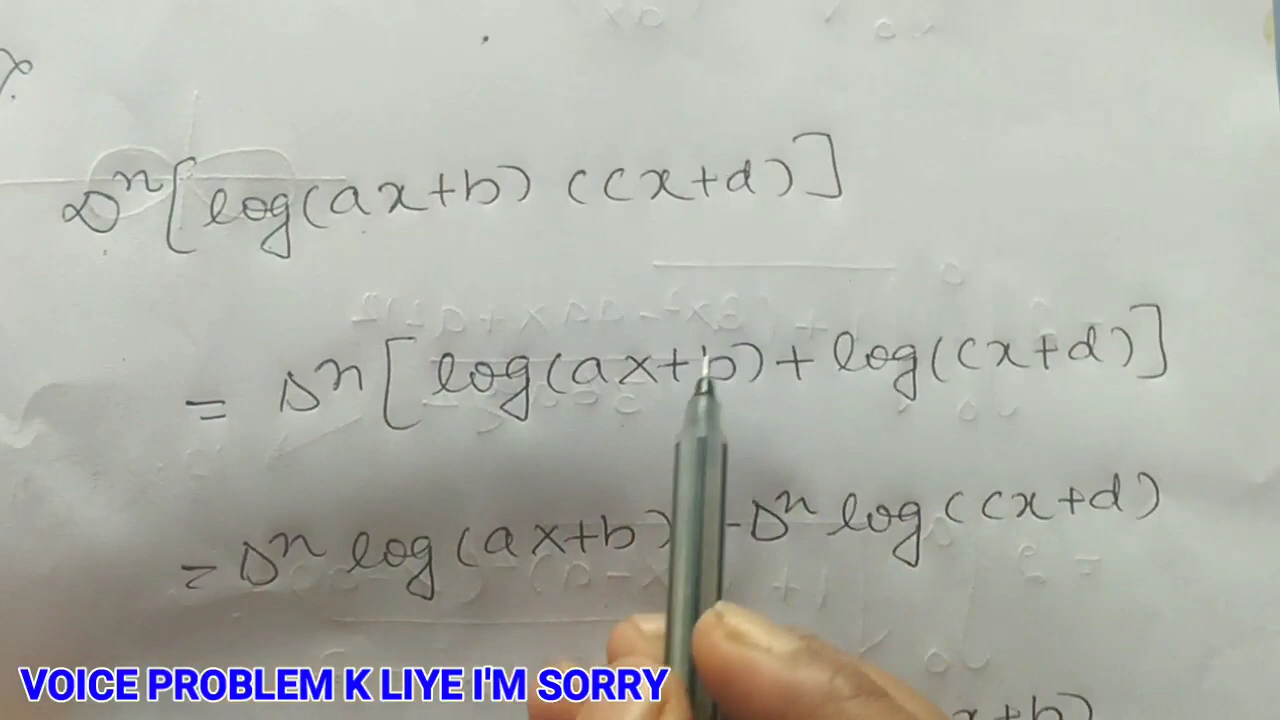 Dⁿ[log(ax+b) (cx+d)]
= Dⁿ[log(ax+b)+log(cx+d)]
= Dⁿ log(ax+b) Dⁿ log(cx+d)
x+b)
VOICE PROBLEM K LIYE I'M SORRY